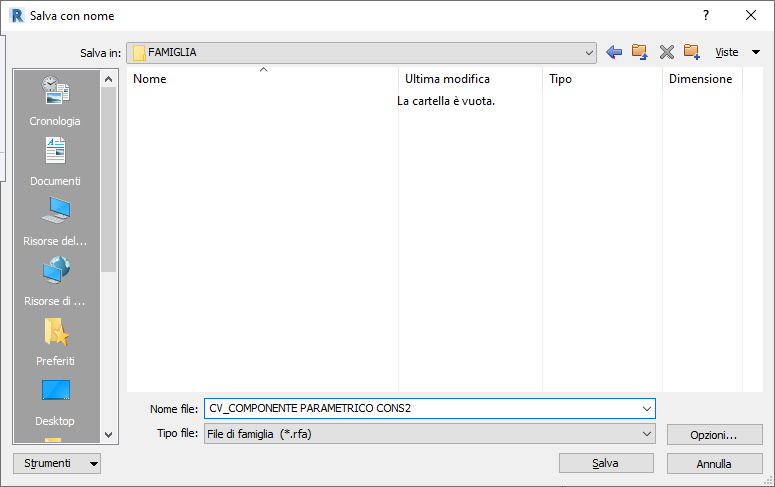 R Salva con nome ?
Salva in: FAMIGLIA Viste
Nome Ultima modifica Tipo Dimensione
La cartella è vuota.
Cronologia
Documenti
Risorse del...
Risorse di ...
Preferiti
Desktop
Nome file: CV_COMPONENTE PARAMETRICO CONS2
Tipo file: File di famiglia (*.rfa) Opzioni...
Strumenti Salva Annulla